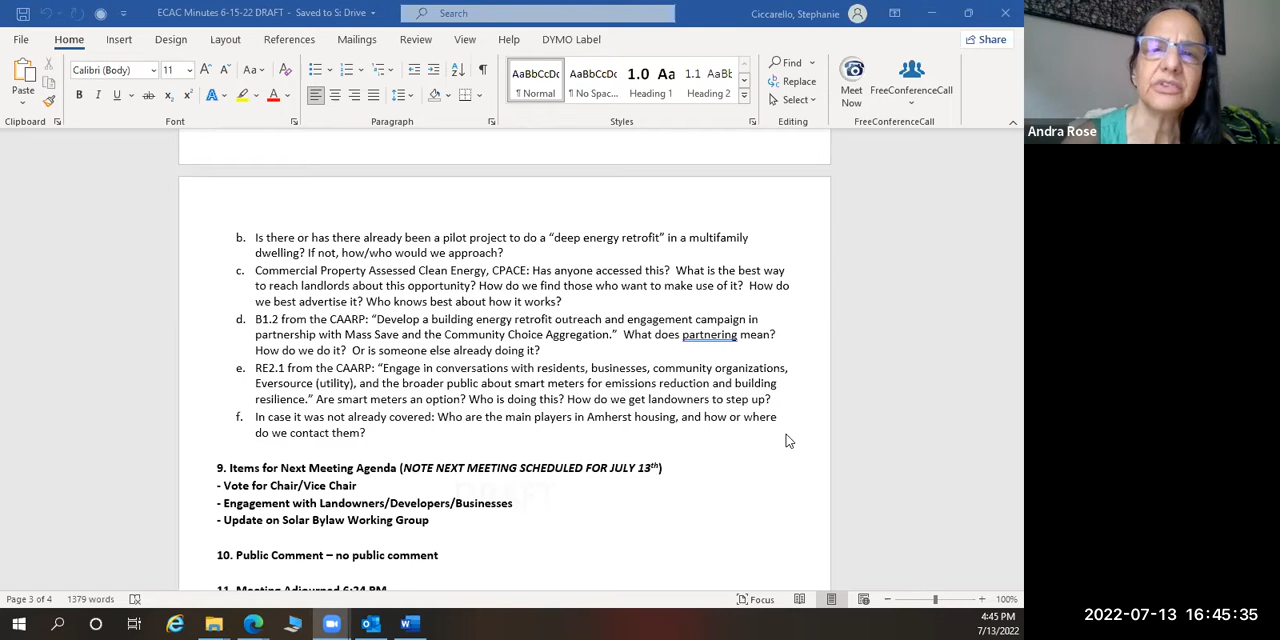 ECAC Minutes 6-15-22 DRAFT - Saved to S: Drive
Search
Ciccarello, Stephanie
File Home Insert Design Layout References Mailings Review View Help DYMO Label
Share
Calibri (Body) 11
AaBbCcDc AaBbCcDc 1.0 Aa 1.1 AaBb
Find
Replace
Select
Paste
¶ Normal ¶ No Spac... Heading 1 Heading 2
Meet Now
FreeConferenceCall
Clipboard Font Paragraph Styles Editing FreeConferenceCall
Andra Rose
b. Is there or has there already been a pilot project to do a “deep energy retrofit” in a multifamily
dwelling? If not, how/who would we approach?
c. Commercial Property Assessed Clean Energy, CPACE: Has anyone accessed this? What is the best way
to reach landlords about this opportunity? How do we find those who want to make use of it? How do
we best advertise it? Who knows best about how it works?
d. B1.2 from the CAARP: “Develop a building energy retrofit outreach and engagement campaign in
partnership with Mass Save and the Community Choice Aggregation.” What does partnering mean?
How do we do it? Or is someone else already doing it?
e. RE2.1 from the CAARP: “Engage in conversations with residents, businesses, community organizations,
Eversource (utility), and the broader public about smart meters for emissions reduction and building
resilience.” Are smart meters an option? Who is doing this? How do we get landowners to step up?
f. In case it was not already covered: Who are the main players in Amherst housing, and how or where
do we contact them?
9. Items for Next Meeting Agenda (NOTE NEXT MEETING SCHEDULED FOR JULY 13th)
- Vote for Chair/Vice Chair
- Engagement with Landowners/Developers/Businesses
- Update on Solar Bylaw Working Group
DRAFT
10. Public Comment – no public comment
11. Meeting Adjourned 6:24 PM
Page 3 of 4 1379 words
Focus
100%
4:45 PM
7/13/2022
2022-07-13 16:45:35